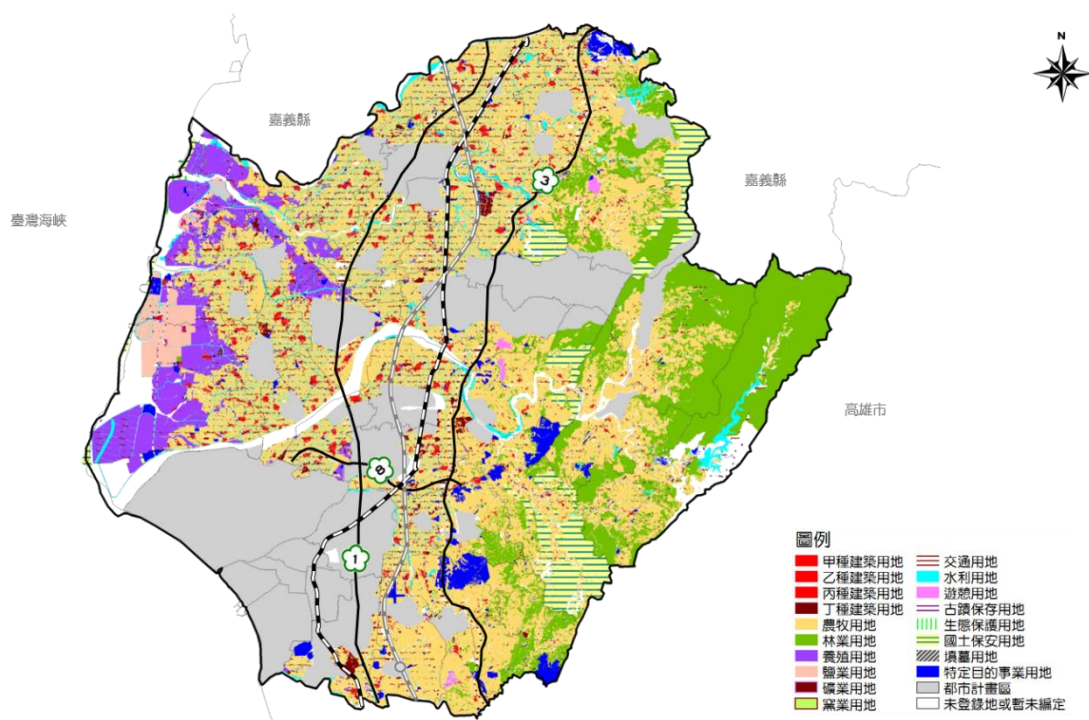 N
嘉義縣
嘉義縣
臺灣海峽
高雄市
3
8
1
圖例
甲種建築用地
乙種建築用地
丙種建築用地
丁種建築用地
農牧用地
林業用地
養殖用地
鹽業用地
礦業用地
窯業用地
交通用地
水利用地
遊憩用地
古蹟保存用地
生態保護用地
國土保安用地
墳墓用地
特定目的事業用地
都市計畫區
未登錄地或暫未編定